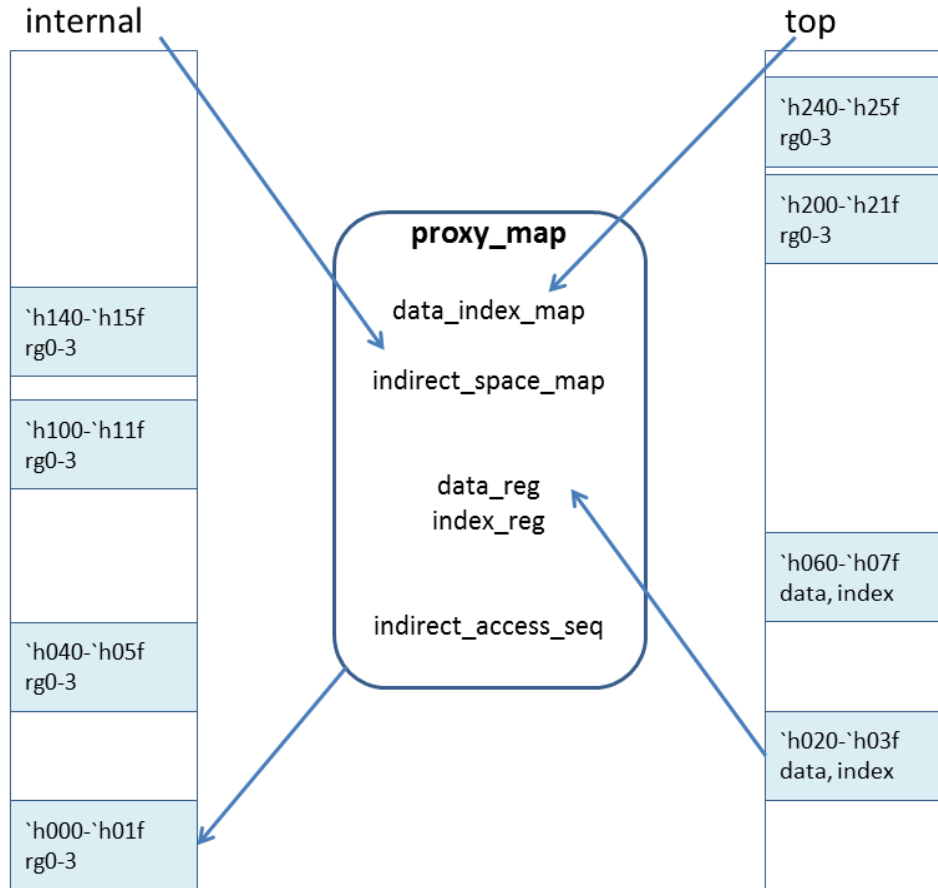 internal
top
`h240-`h25f
rg0-3
`h200-`h21f
rg0-3
proxy_map
data_index_map
indirect_space_map
`h140-`h15f
rg0-3
`h100-`h11f
rg0-3
data_reg
index_reg
`h060-`h07f
data, index
indirect_access_seq
`h040-`h05f
rg0-3
`h020-`h03f
data, index
`h000-`h01f
rg0-3